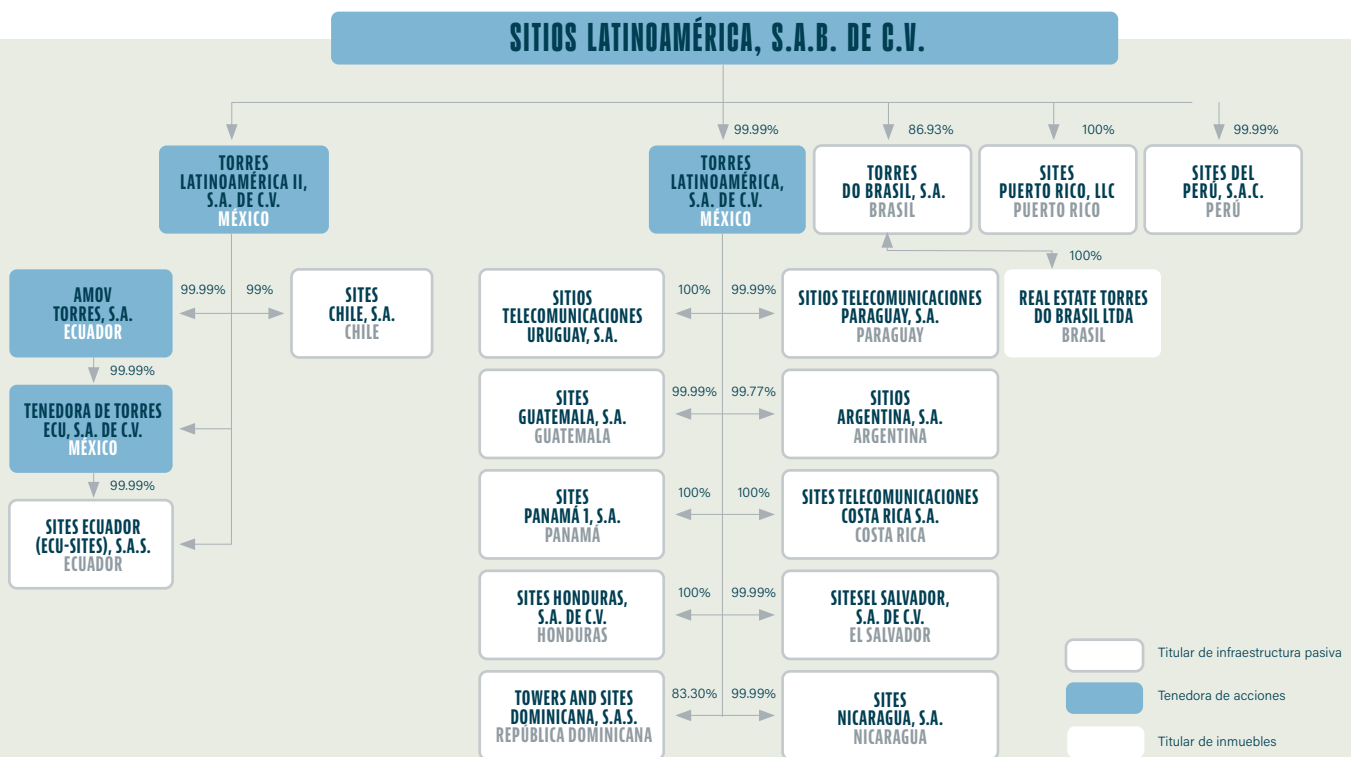 SITIOS LATINOAMÉRICA, S.A.B. DE C.V.
99.99%
86.93%
100%
99.99%
TORRES
LATINOAMÉRICA II,
S.A. DE C.V.
MÉXICO
TORRES
LATINOAMÉRICA,
S.A. DE C.V.
MÉXICO
TORRES
DO BRASIL, S.A.
BRASIL
SITES
PUERTO RICO, LLC
PUERTO RICO
SITES DEL
PERÚ, S.A.C.
PERÚ
100%
AMOV
TORRES, S.A.
ECUADOR
99.99%
99%
SITES
CHILE, S.A.
CHILE
SITIOS
TELECOMUNICACIONES
URUGUAY, S.A.
100%
99.99%
SITIOS TELECOMUNICACIONES
PARAGUAY, S.A.
PARAGUAY
REAL ESTATE TORRES
DO BRASIL LTDA
BRASIL
99.99%
TENEDORA DE TORRES
ECU, S.A. DE C.V.
MÉXICO
SITES
GUATEMALA, S.A.
GUATEMALA
99.99%
99.77%
SITIOS
ARGENTINA, S.A.
ARGENTINA
99.99%
SITES ECUADOR
(ECU-SITES), S.A.S.
ECUADOR
SITES
PANAMÁ 1, S.A.
PANAMÁ
100%
100%
SITES TELECOMUNICACIONES
COSTA RICA S.A.
COSTA RICA
SITES HONDURAS,
S.A. DE C.V.
HONDURAS
100%
99.99%
SITESEL SALVADOR,
S.A. DE C.V.
EL SALVADOR
TOWERS AND SITES
DOMINICANA, S.A.S.
REPÚBLICA DOMINICANA
83.30%
99.99%
SITES
NICARAGUA, S.A.
NICARAGUA
Titular de infraestructura pasiva
Tenedora de acciones
Titular de inmuebles